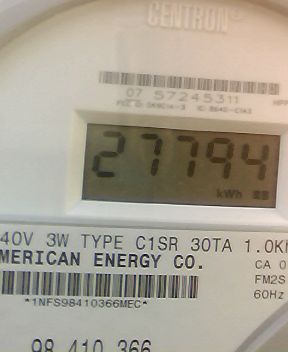 CENTRON®
07 57245311
27794
kWh
40V 3W TYPE C1SR 30TA 1.0K
MERICAN ENERGY CO.
CA 0
FM2S
60Hz
*1NFS98410366MEC*
98 410 366